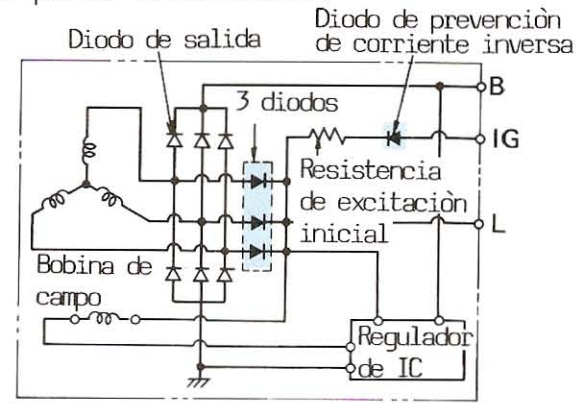 Diodo de prevenciòn
de corriente inversa
Diodo de salida
B
3 diodos
IG
Resistencia
de excitaciòn
inicial
L
Bobina de
campo
Regulador
de IC